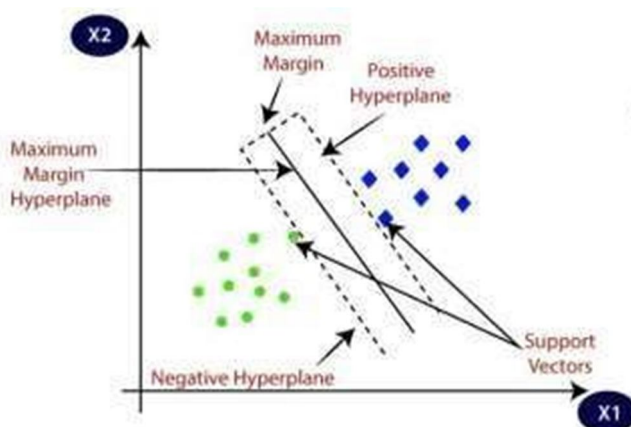 X2
Maximum
Margin
Positive
Hyperplane
Maximum
Margin
Hyperplane
Support
Vectors
Negative Hyperplane
X1